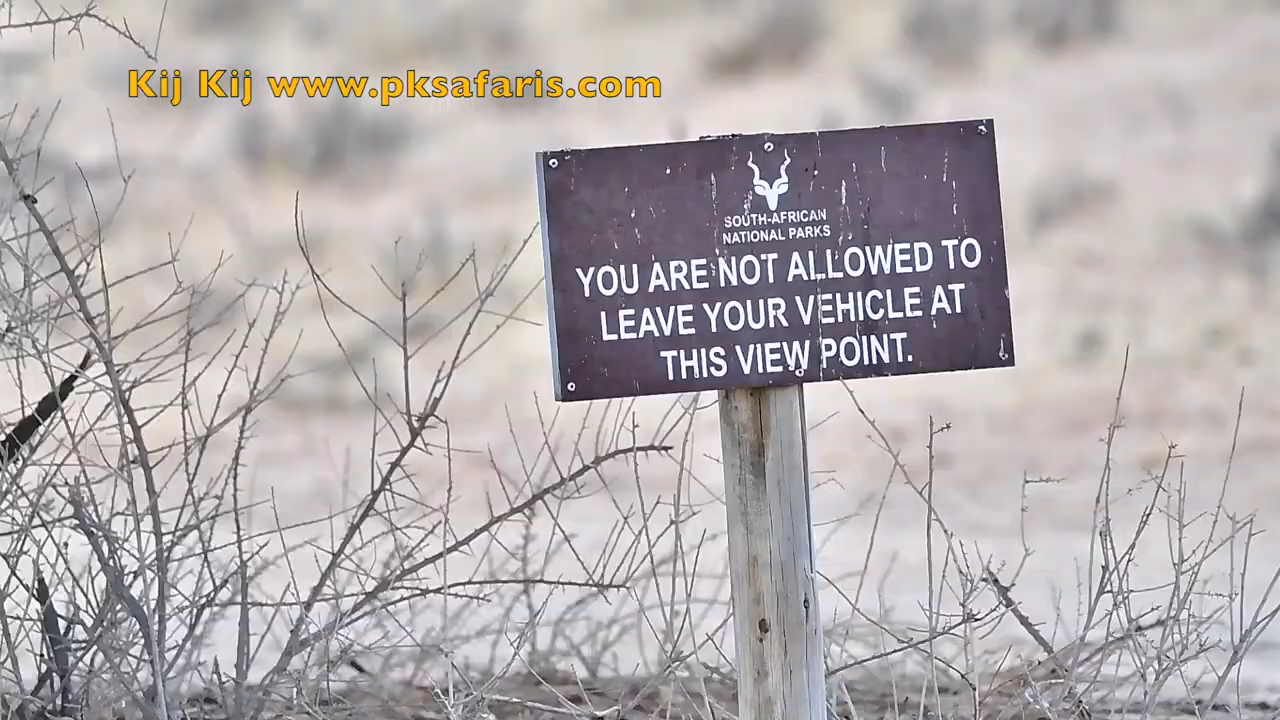 Kij Kij www.pksafaris.com
SOUTH-AFRICAN
NATIONAL PARKS
YOU ARE NOT ALLOWED TO
LEAVE YOUR VEHICLE AT
THIS VIEW POINT.